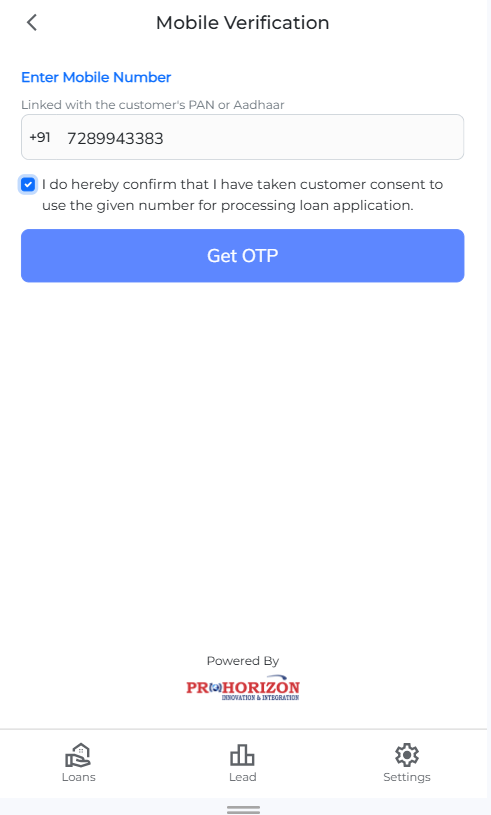 Mobile Verification
Enter Mobile Number
Linked with the customer's PAN or Aadhaar
+91 7289943383
I do hereby confirm that I have taken customer consent to
use the given number for processing loan application.
Get OTP
Powered By
PROHORIZON
INNOVATION & INTEGRATION
Loans Lead Settings